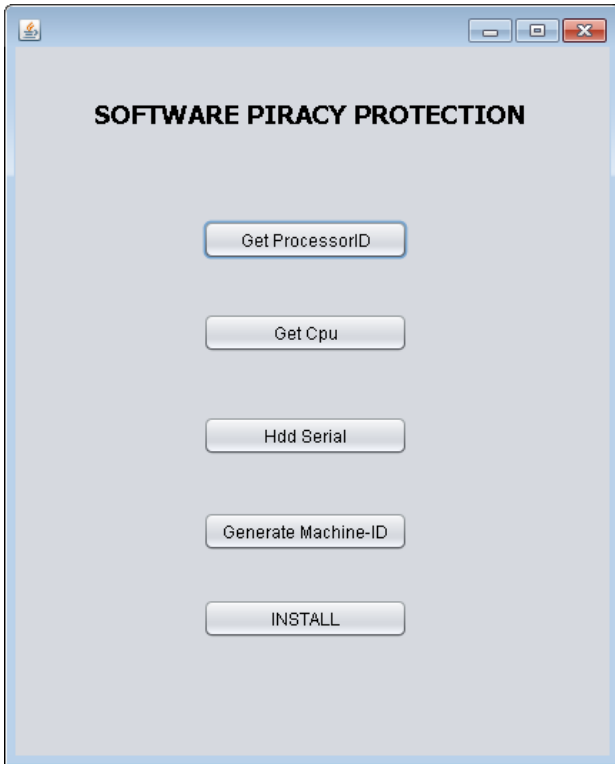 SOFTWARE PIRACY PROTECTION
Get ProcessorID
Get Cpu
Hdd Serial
Generate Machine-ID
INSTALL